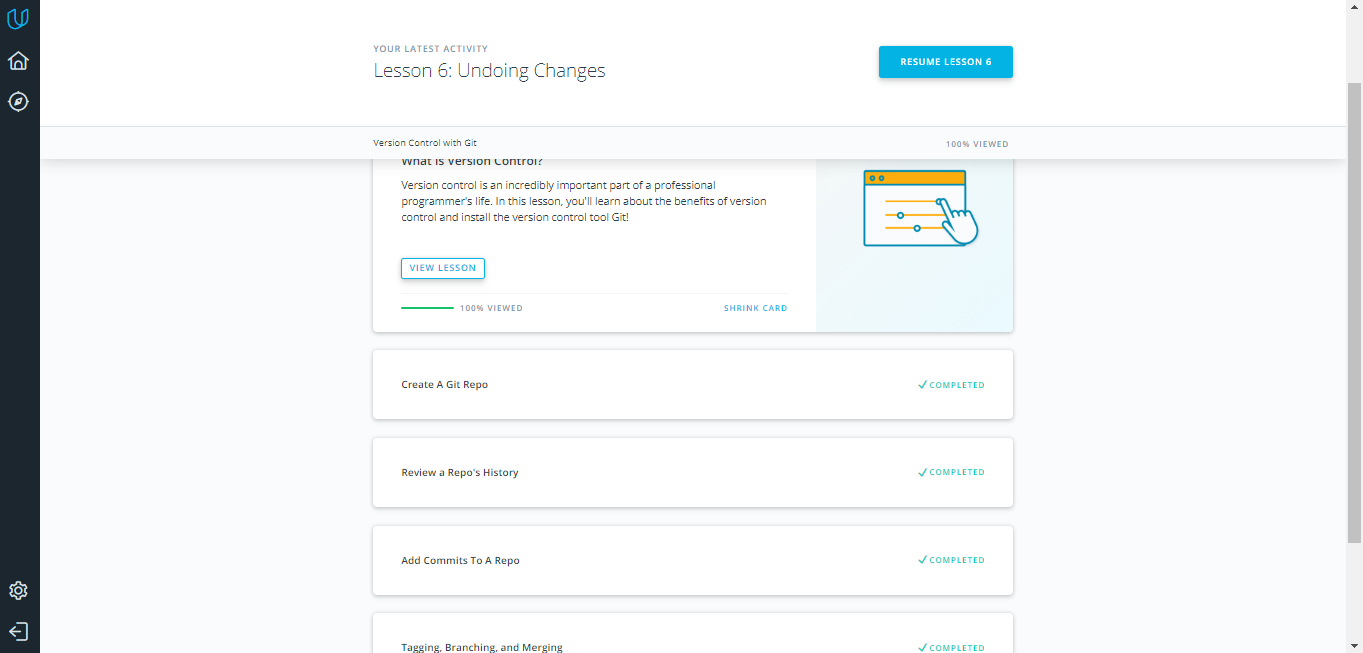 YOUR LATEST ACTIVITY
Lesson 6: Undoing Changes
RESUME LESSON 6
Version Control with Git
100% VIEWED
What is Version Control?
Version control is an incredibly important part of a professional
programmer's life. In this lesson, you'll learn about the benefits of version
control and install the version control tool Git!
VIEW LESSON
100% VIEWED
SHRINK CARD
Create A Git Repo
COMPLETED
Review a Repo's History
COMPLETED
Add Commits To A Repo
COMPLETED
Tagging, Branching, and Merging
COMPLETED